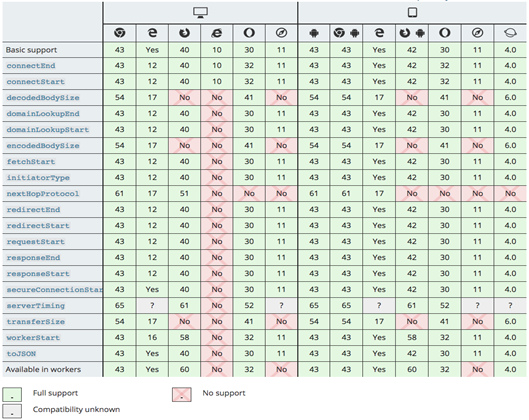 Basic support 43 Yes 40 10 30 11 43 43 Yes 42 30 11 4.0
connectEnd 43 12 40 10 32 11 43 43 Yes 42 32 11 4.0
connectStart 43 12 40 10 32 11 43 43 Yes 42 32 11 4.0
decodedBodySize 54 17 No No 41 No 54 54 17 No 41 No 6.0
domainLookupEnd 43 12 40 No 30 11 43 43 Yes 42 30 11 4.0
domainLookupStart 43 12 40 No 30 11 43 43 Yes 42 30 11 4.0
encodedBodySize 54 17 No No 41 No 54 54 17 No 41 No 6.0
fetchStart 43 12 40 No 30 11 43 43 Yes 42 30 11 4.0
initiatorType 43 12 40 No 30 11 43 43 Yes 42 30 11 4.0
nextHopProtocol 61 17 51 No No No 61 61 17 No No No No
redirectEnd 43 12 40 No 30 11 43 43 Yes 42 30 11 4.0
redirectStart 43 12 40 No 30 11 43 43 Yes 42 30 11 4.0
requestStart 43 12 40 No 30 11 43 43 Yes 42 30 11 4.0
responseEnd 43 12 40 No 30 11 43 43 Yes 42 30 11 4.0
responseStart 43 12 40 No 30 11 43 43 Yes 42 30 11 4.0
secureConnectionStar 43 Yes 40 No 30 11 43 43 Yes 42 30 11 4.0
serverTiming 65 ? 61 No 52 ? 65 65 ? 61 52 ? ?
transferSize 54 17 No No 41 No 54 54 17 No 41 No 6.0
workerStart 43 16 58 No 32 11 43 43 Yes 58 32 11 4.0
toJSON 43 Yes 40 No 30 11 43 43 Yes 42 30 11 4.0
Available in workers 43 Yes 60 No 32 No 43 43 Yes 60 32 No 4.0
Full support No support
Compatibility unknown